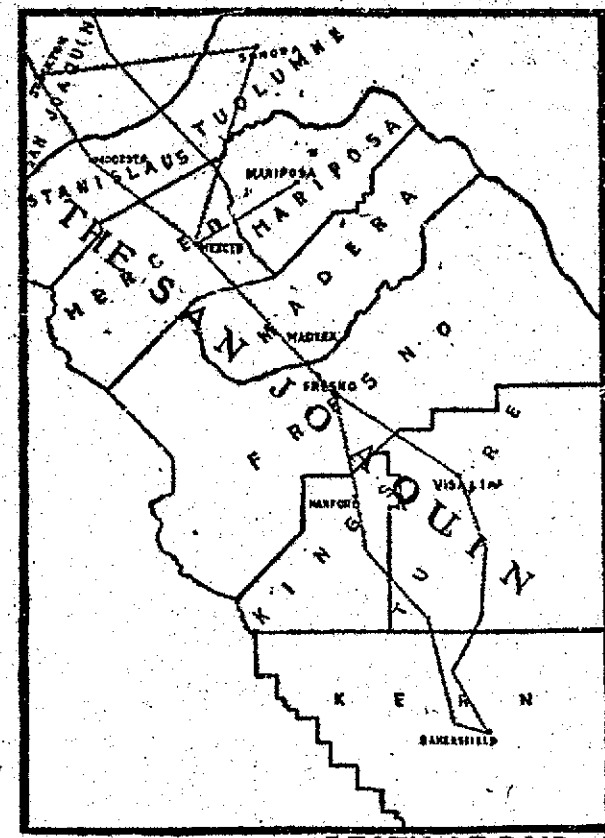 STOCKTON
SAN JOAQUIN
SONORA
TUOLUMNE
MODESTO
STANISLAUS
MARIPOSA
MARIPOSA
THE SAN JOAQUIN
MERCED
MERCED
MADERA
MADERA
FRESNO
FRESNO
VISALIA
HANFORD
KINGS
TULARE
KERN
BAKERSFIELD